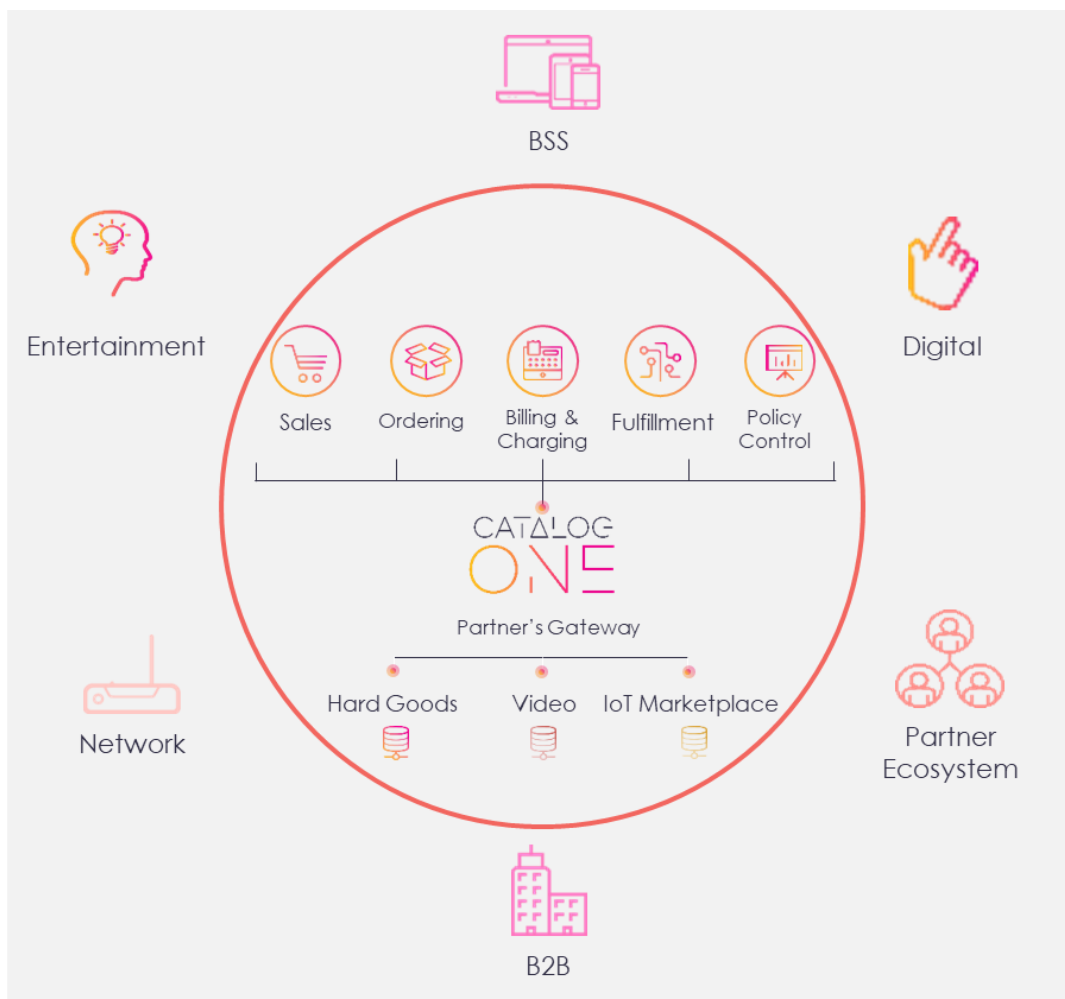 BSS
Entertainment
Digital
Sales
Ordering
Billing &
Charging
Fulfillment
Policy
Control
CATALOG
ONE
Partner's Gateway
Hard Goods
Video
IoT Marketplace
Network
Partner
Ecosystem
B2B